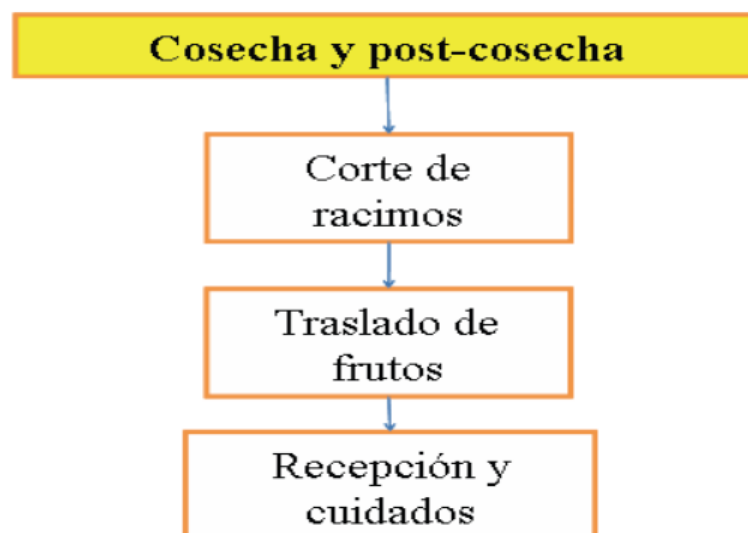 Cosecha y post-cosecha
Corte de
racimos
Traslado de
frutos
Recepción y
cuidados